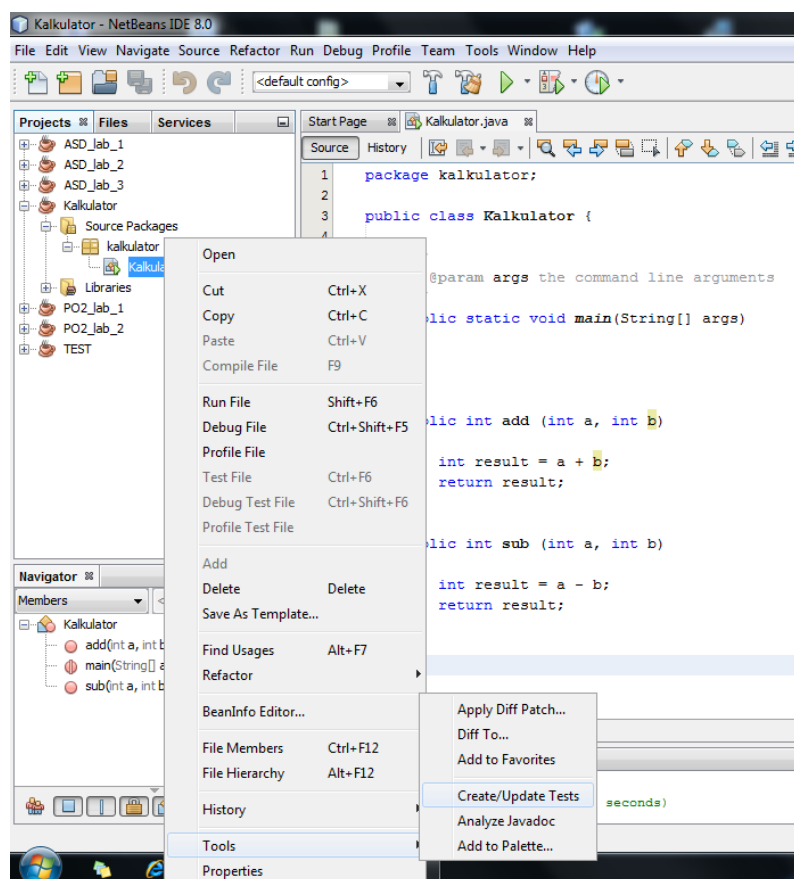 Kalkulator - NetBeans IDE 8.0
File Edit View Navigate Source Refactor Run Debug Profile Team Tools Window Help
<default config>
Projects Files Services
ASD_lab_1
ASD_lab_2
ASD_lab_3
Kalkulator
Source Packages
kalkulator
Kalkula
Libraries
PO2_lab_1
PO2_lab_2
TEST
Navigator
Members
Kalkulator
add(int a, int b
main(String[] a
sub(int a, int b
Start Page Kalkulator.java
Source History
1 package kalkulator;
2
3 public class Kalkulator {
4
@param args the command line arguments
lic static void main(String[] args)
lic int add (int a, int b)
int result = a + b;
return result;
lic int sub (int a, int b)
int result = a - b;
return result;
seconds)
Open
Cut Ctrl+X
Copy Ctrl+C
Paste Ctrl+V
Compile File F9
Run File Shift+F6
Debug File Ctrl+Shift+F5
Profile File
Test File Ctrl+F6
Debug Test File Ctrl+Shift+F6
Profile Test File
Add
Delete Delete
Save As Template...
Find Usages Alt+F7
Refactor
BeanInfo Editor...
File Members Ctrl+F12
File Hierarchy Alt+F12
History
Tools
Properties
Apply Diff Patch...
Diff To...
Add to Favorites
Create/Update Tests
Analyze Javadoc
Add to Palette...